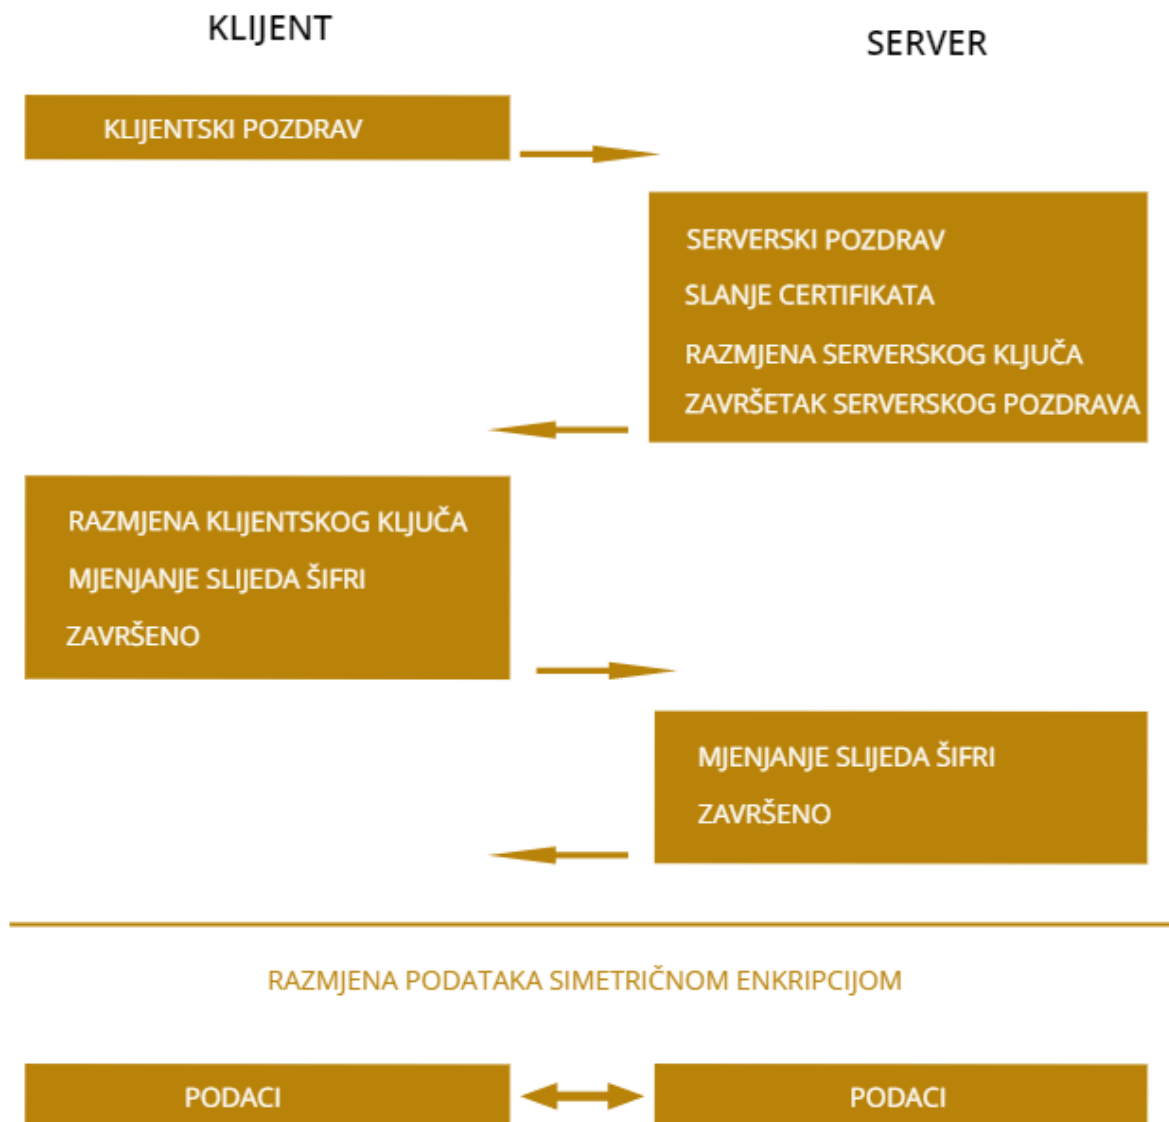 KLIJENT
SERVER
KLIJENTSKI POZDRAV
SERVERSKI POZDRAV
SLANJE CERTIFIKATA
RAZMJENA SERVERSKOG KLJUČA
ZAVRŠETAK SERVERSKOG POZDRAVA
RAZMJENA KLIJENTSKOG KLJUČA
MJENJANJE SLIJEDA ŠIFRI
ZAVRŠENO
MJENJANJE SLIJEDA ŠIFRI
ZAVRŠENO
RAZMJENA PODATAKA SIMETRIČNOM ENKRIPCIJOM
PODACI
PODACI